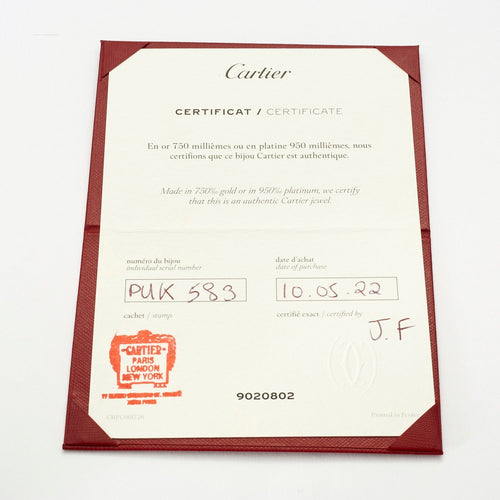 Cartier
CERTIFICAT / CERTIFICATE
En or 750 millièmes ou en platine 950 millièmes, nous
certifions que ce bijou Cartier est authentique.
Made in 750‰ gold or in 950‰ platinum, we certify
that this is an authentic Cartier jewel.
numéro du bijou
individual serial number
PUK 583
date d'achat
date of purchase
10.05.22
cachet / stamp
certifié exact / certified by
J.F
CARTIER
PARIS
LONDON
NEW YORK
9020802
Printed in France